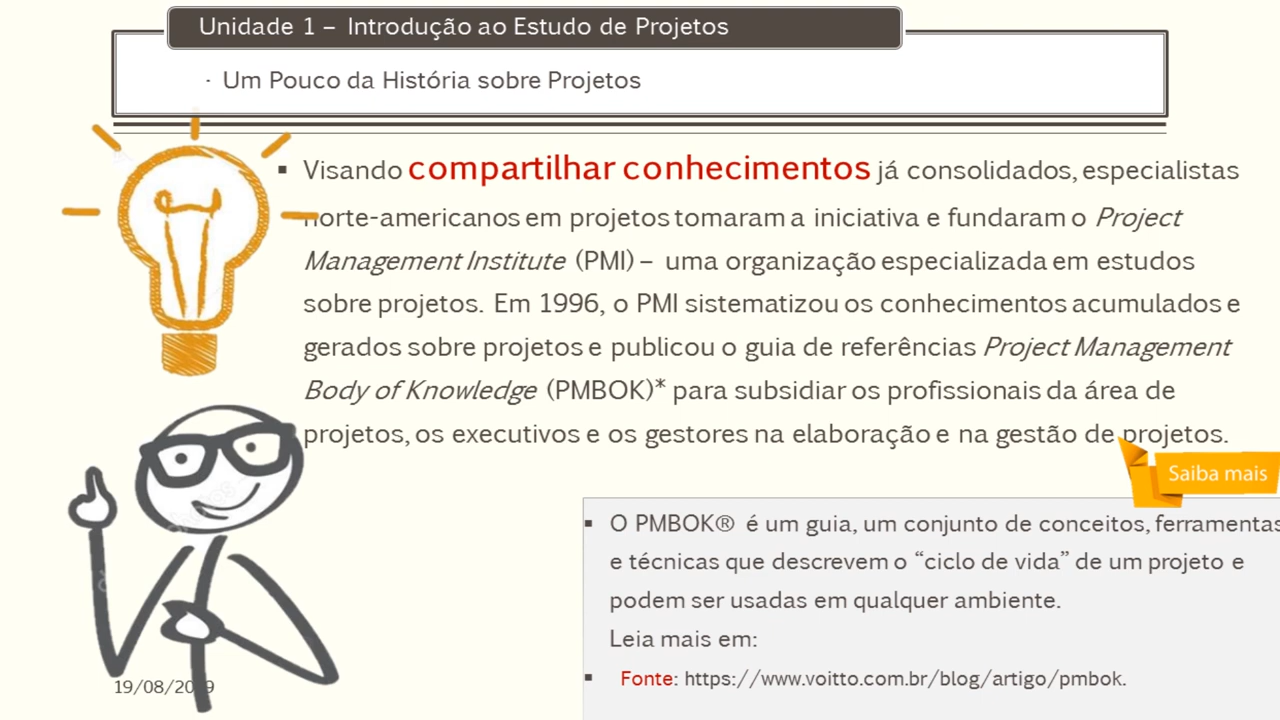 Unidade 1 – Introdução ao Estudo de Projetos
· Um Pouco da História sobre Projetos
▪ Visando compartilhar conhecimentos já consolidados, especialistas
norte-americanos em projetos tomaram a iniciativa e fundaram o Project
Management Institute (PMI) – uma organização especializada em estudos
sobre projetos. Em 1996, o PMI sistematizou os conhecimentos acumulados e
gerados sobre projetos e publicou o guia de referências Project Management
Body of Knowledge (PMBOK)* para subsidiar os profissionais da área de
projetos, os executivos e os gestores na elaboração e na gestão de projetos.
Saiba mais
▪ O PMBOK® é um guia, um conjunto de conceitos, ferramentas
e técnicas que descrevem o “ciclo de vida” de um projeto e
podem ser usadas em qualquer ambiente.
Leia mais em:
▪ Fonte: https://www.voitto.com.br/blog/artigo/pmbok.
19/08/2019